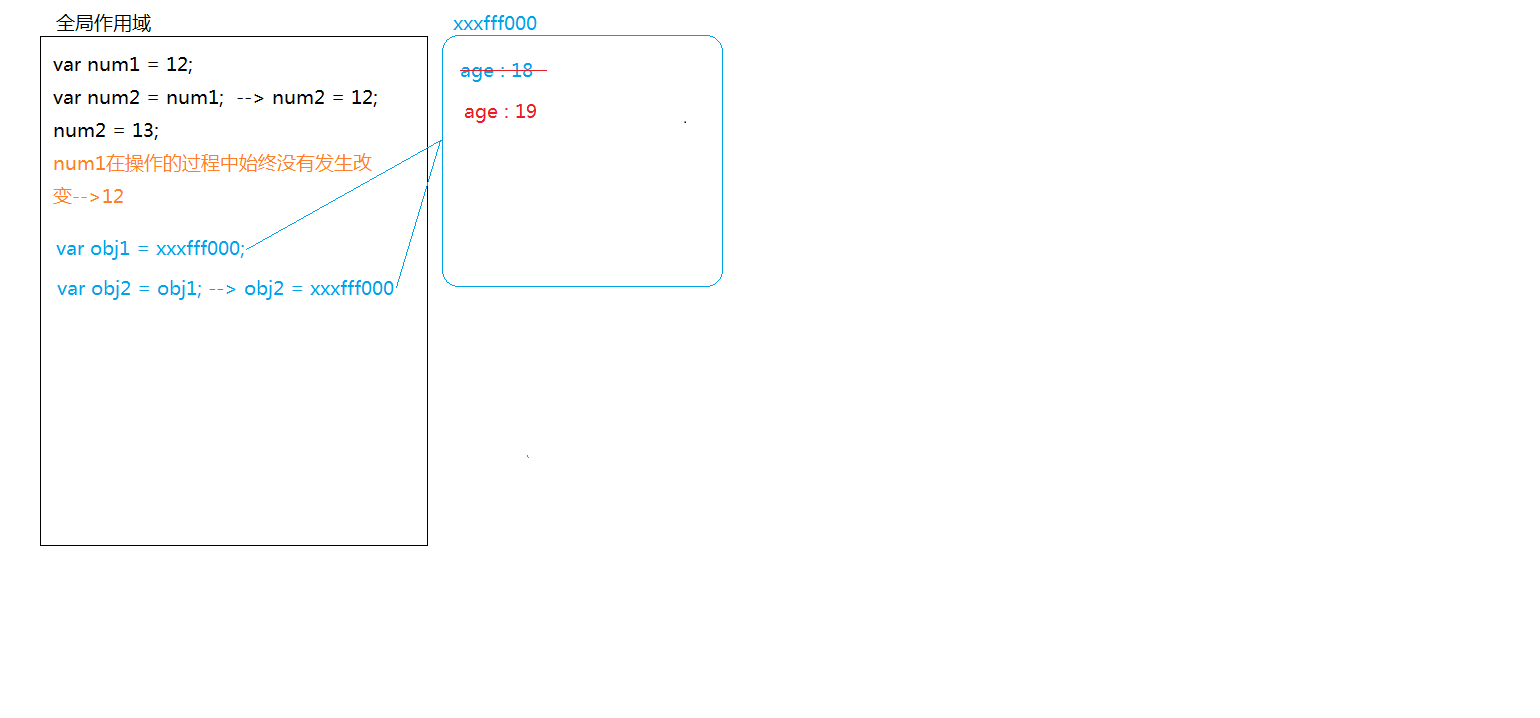 全局作用域
var num1 = 12;
var num2 = num1;  --> num2 = 12;
num2 = 13;
num1在操作的过程中始终没有发生改
变-->12
var obj1 = xxxfff000;
var obj2 = obj1; --> obj2 = xxxfff000
xxxfff000
age : 18
age : 19